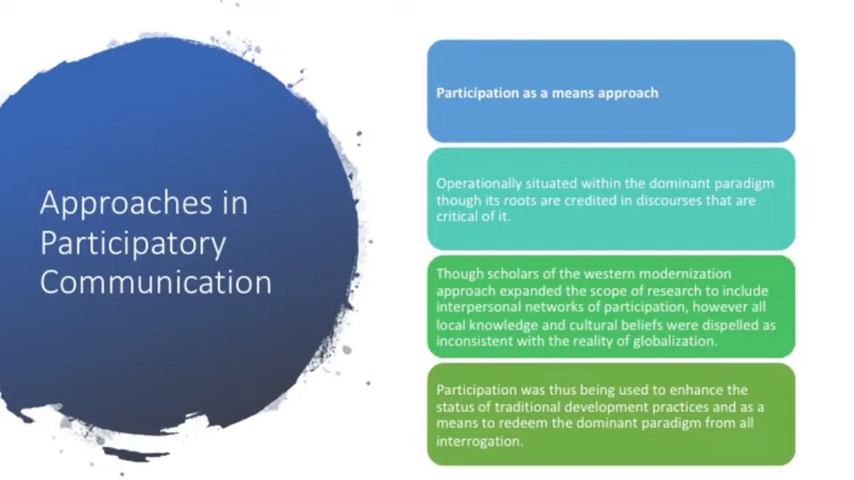 Approaches in
Participatory
Communication
Participation as a means approach
Operationally situated within the dominant paradigm
though its roots are credited in discourses that are
critical of it.
Though scholars of the western modernization
approach expanded the scope of research to include
interpersonal networks of participation, however all
local knowledge and cultural beliefs were dispelled as
inconsistent with the reality of globalization.
Participation was thus being used to enhance the
status of traditional development practices and as a
means to redeem the dominant paradigm from all
interrogation.